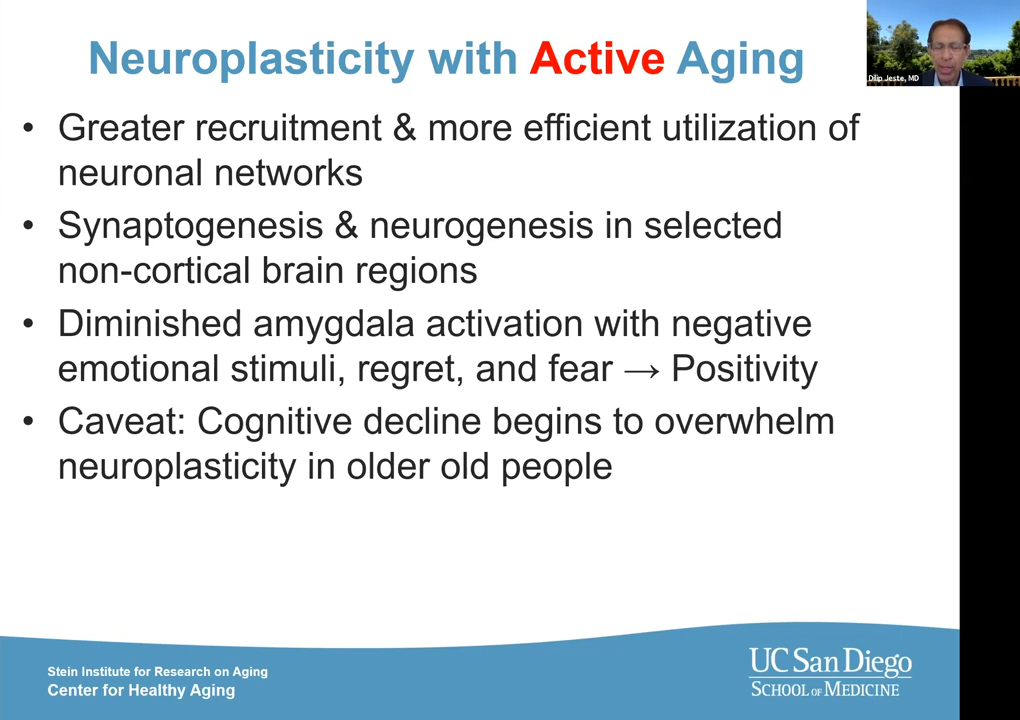 Neuroplasticity with Active Aging
Dilip Jeste, MD
• Greater recruitment & more efficient utilization of
neuronal networks
• Synaptogenesis & neurogenesis in selected
non-cortical brain regions
• Diminished amygdala activation with negative
emotional stimuli, regret, and fear → Positivity
• Caveat: Cognitive decline begins to overwhelm
neuroplasticity in older old people
Stein Institute for Research on Aging
Center for Healthy Aging
UC San Diego
SCHOOL OF MEDICINE